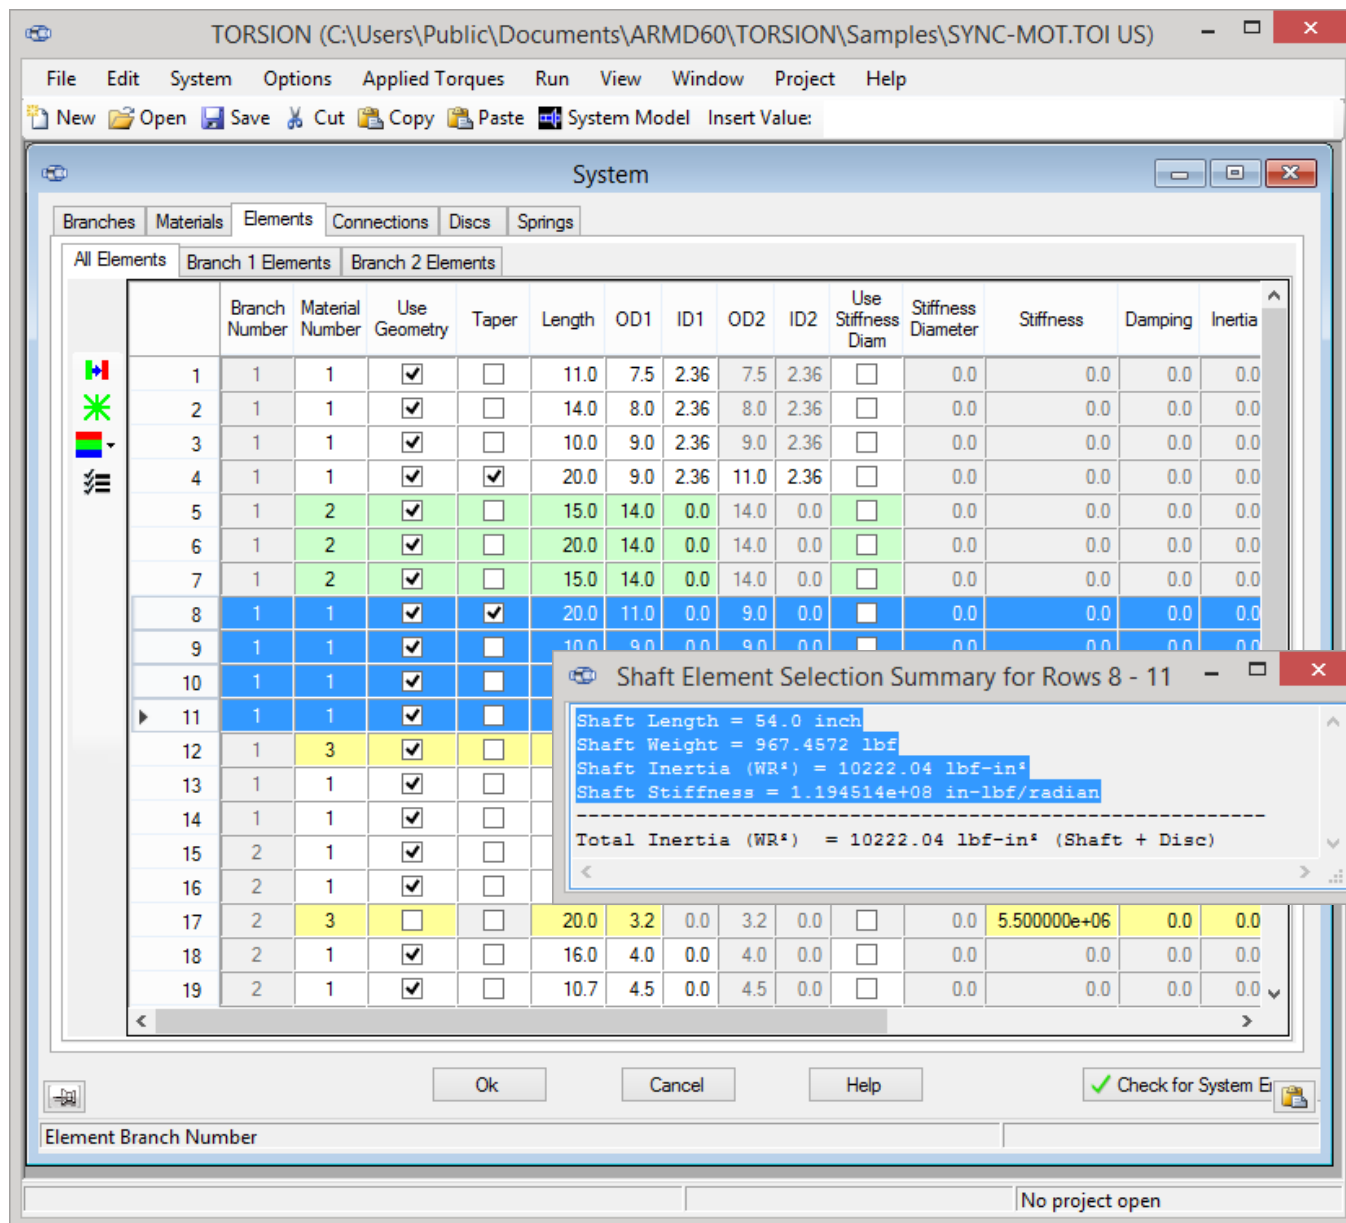 TORSION (C:\Users\Public\Documents\ARMD60\TORSION\Samples\SYNC-MOT.TOI US)
File Edit System Options Applied Torques Run View Window Project Help
New Open Save Cut Copy Paste System Model Insert Value:
System
Branches Materials Elements Connections Discs Springs
All Elements Branch 1 Elements Branch 2 Elements
Branch Number Material Number Use Geometry Taper Length OD1 ID1 OD2 ID2 Use Stiffness Diam Stiffness Diameter Stiffness Damping Inertia
1 1 1 11.0 7.5 2.36 7.5 2.36 0.0 0.0 0.0 0.0
2 1 1 14.0 8.0 2.36 8.0 2.36 0.0 0.0 0.0 0.0
3 1 1 10.0 9.0 2.36 9.0 2.36 0.0 0.0 0.0 0.0
4 1 1 20.0 9.0 2.36 11.0 2.36 0.0 0.0 0.0 0.0
5 1 2 15.0 14.0 0.0 14.0 0.0 0.0 0.0 0.0 0.0
6 1 2 20.0 14.0 0.0 14.0 0.0 0.0 0.0 0.0 0.0
7 1 2 15.0 14.0 0.0 14.0 0.0 0.0 0.0 0.0 0.0
8 1 1 20.0 11.0 0.0 9.0 0.0 0.0 0.0 0.0 0.0
9 1 1 10.0 9.0 0.0 9.0 0.0 0.0 0.0 0.0 0.0
10 1 1
11 1 1
12 1 3
13 1 1
14 1 1
15 2 1
16 2 1
Shaft Element Selection Summary for Rows 8 - 11
Shaft Length = 54.0 inch
Shaft Weight = 967.4572 lbf
Shaft Inertia (WR²) = 10222.04 lbf-in²
Shaft Stiffness = 1.194514e+08 in-lbf/radian
------------------------------------------------------------
Total Inertia (WR²) = 10222.04 lbf-in² (Shaft + Disc)
17 2 3 20.0 3.2 0.0 3.2 0.0 0.0 5.500000e+06 0.0 0.0
18 2 1 16.0 4.0 0.0 4.0 0.0 0.0 0.0 0.0 0.0
19 2 1 10.7 4.5 0.0 4.5 0.0 0.0 0.0 0.0 0.0
Ok Cancel Help Check for System E
Element Branch Number
No project open